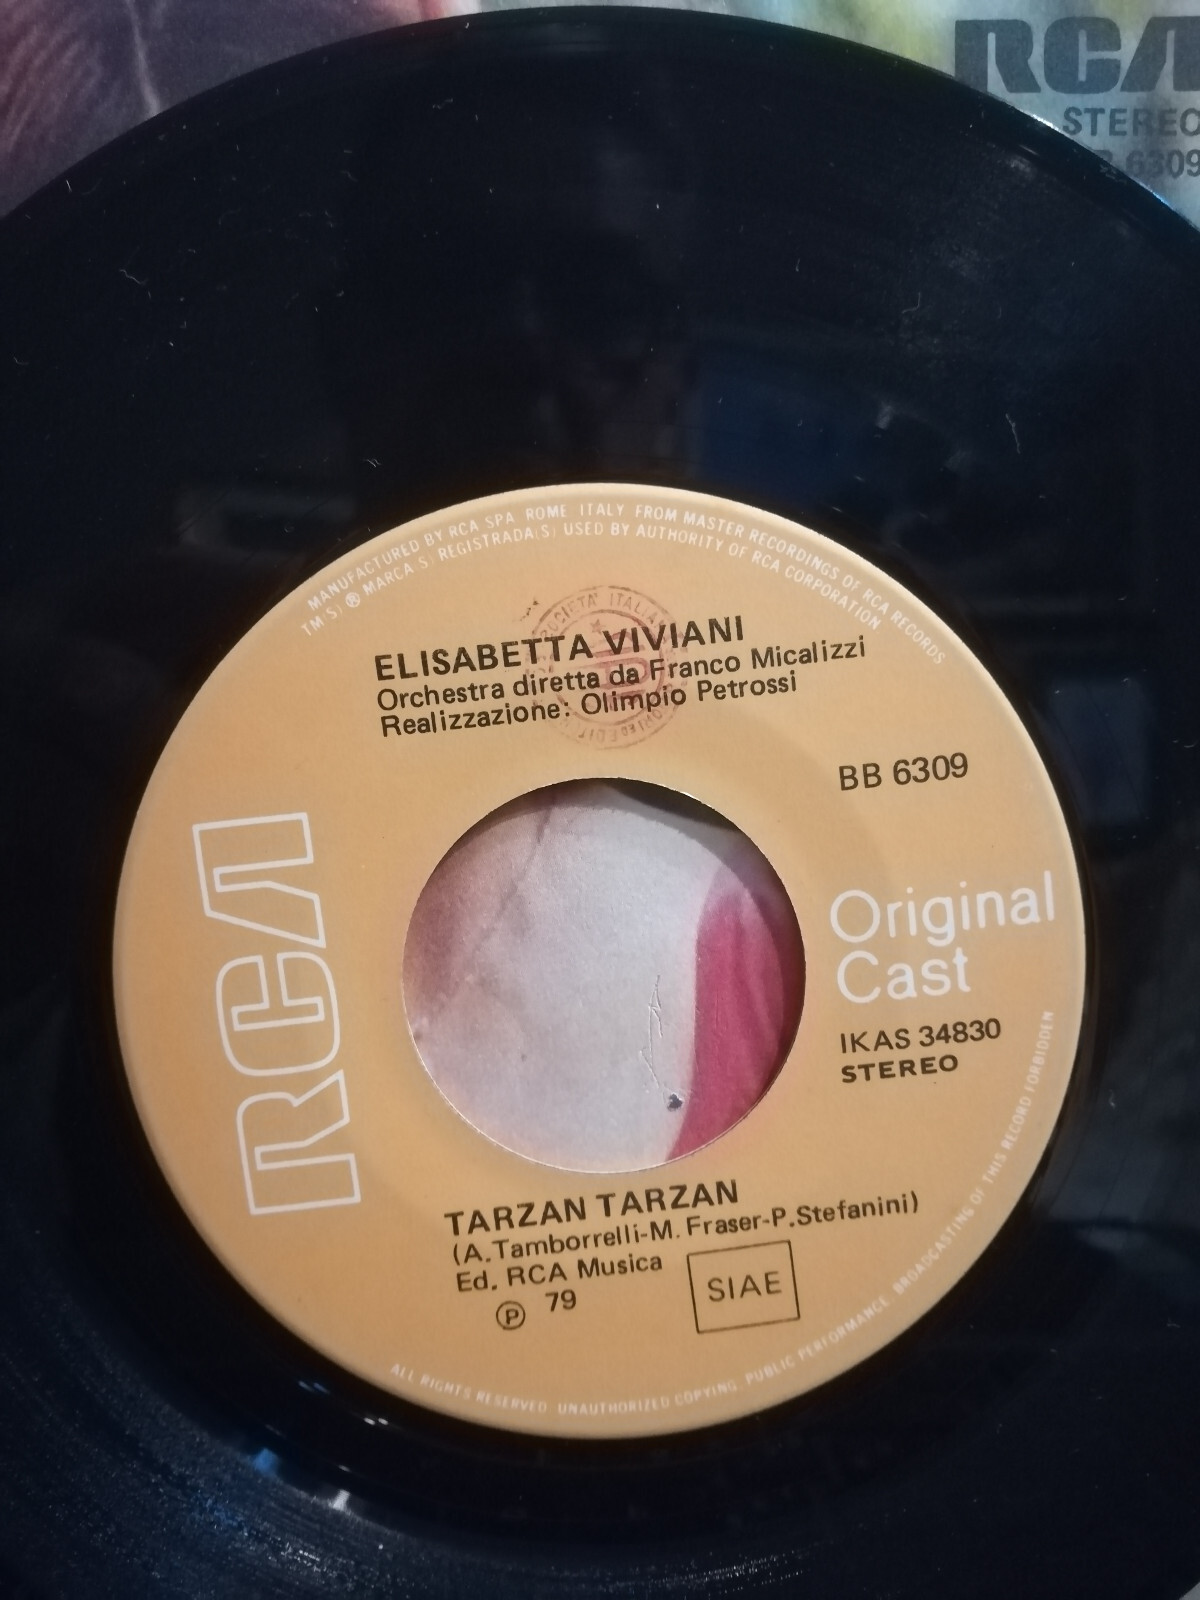 RCA
STEREO
6309
MANUFACTURED BY RCA SPA ROME ITALY FROM MASTER RECORDINGS OF RCA RECORDS
TM S) ® MARCA S) REGISTRADA(S) USED BY AUTHORITY OF RCA CORPORATION
SOCIETA' ITALIANA
ELISABETTA VIVIANI
Orchestra diretta da Franco Micalizzi
Realizzazione: Olimpio Petrossi
BB 6309
RCA
Original
Cast
IKAS 34830
STEREO
TARZAN TARZAN
(A.Tamborrelli-M. Fraser-P.Stefanini)
Ed. RCA Musica
SIAE
Ⓟ 79
ALL RIGHTS RESERVED. UNAUTHORIZED COPYING, PUBLIC PERFORMANCE, BROADCASTING OF THIS RECORD FORBIDDEN